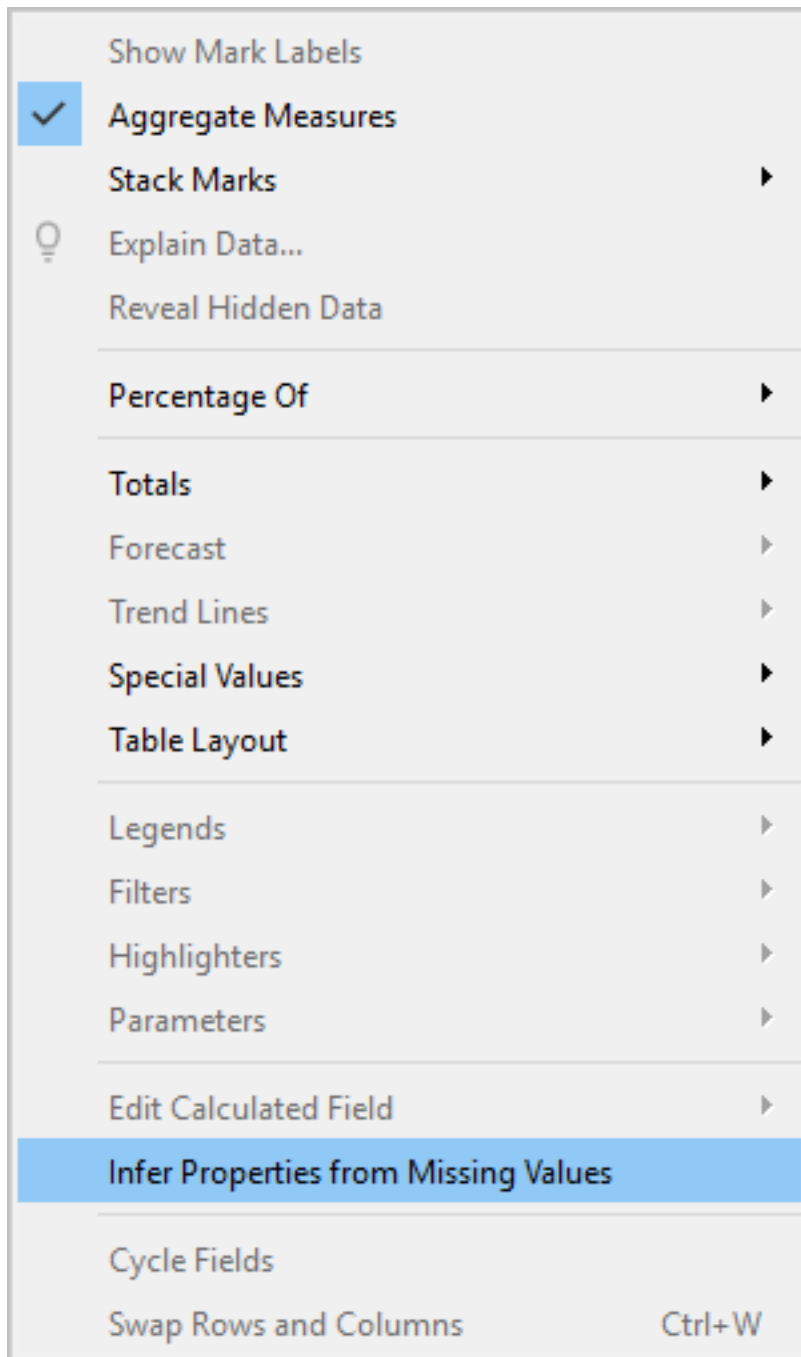 Show Mark Labels
Aggregate Measures
Stack Marks
Explain Data...
Reveal Hidden Data
Percentage Of
Totals
Forecast
Trend Lines
Special Values
Table Layout
Legends
Filters
Highlighters
Parameters
Edit Calculated Field
Infer Properties from Missing Values
Cycle Fields
Swap Rows and Columns Ctrl+W